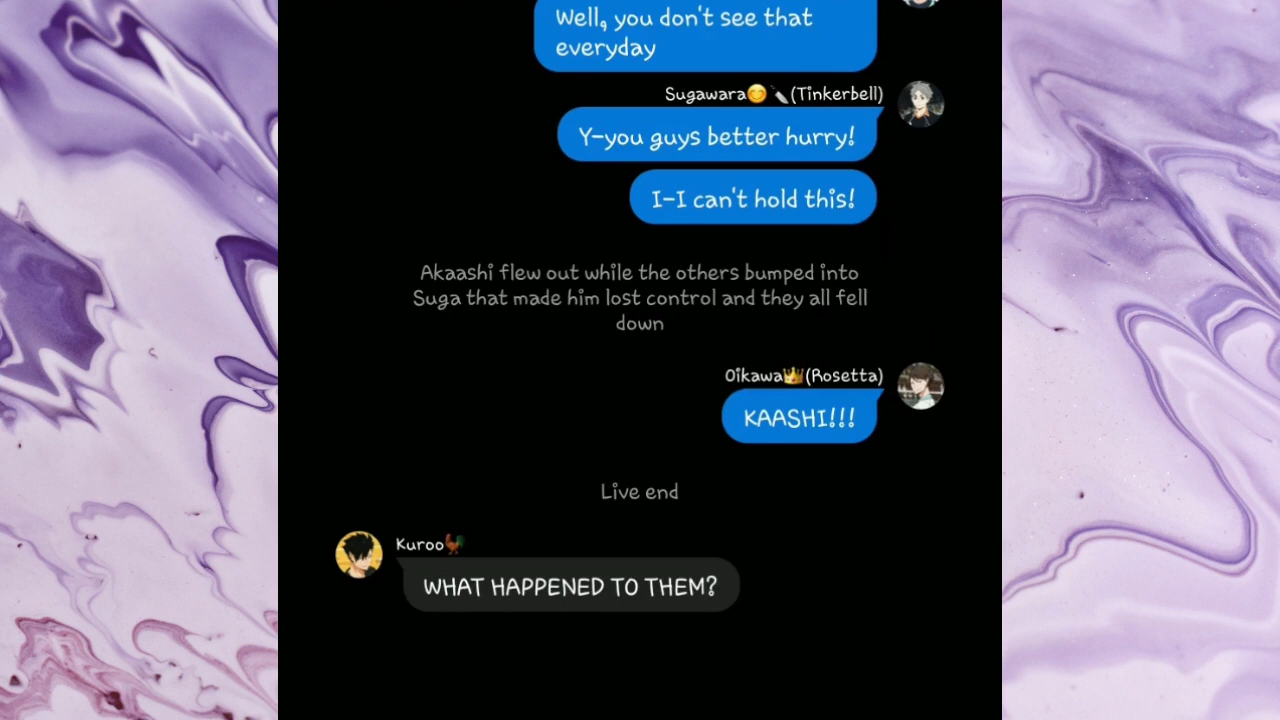 Well, you don't see that
everyday
Sugawara😊🔪(Tinkerbell)
Y-you guys better hurry!
I-I can't hold this!
Akaashi flew out while the others bumped into
Suga that made him lost control and they all fell
down
Oikawa👑(Rosetta)
KAASHI!!!
Live end
Kuroo🐓
WHAT HAPPENED TO THEM?